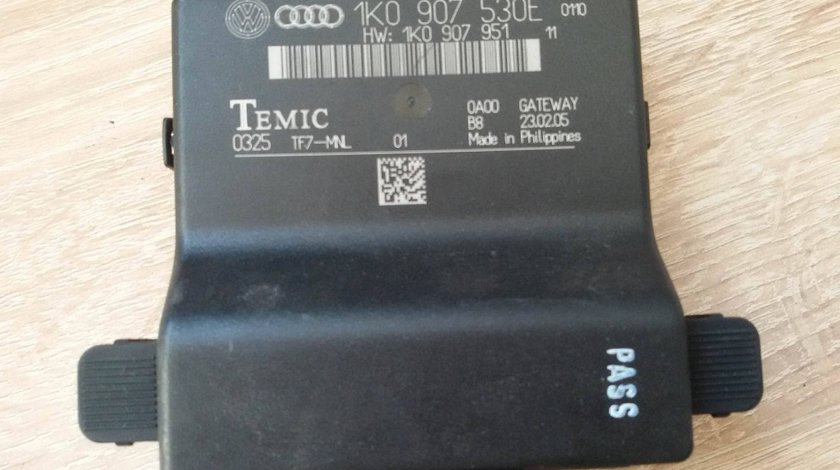 1K0 907 530E 0110
HW: 1K0 907 951 11
TEMIC
0A00 GATEWAY
B8 23.02.05
0325 TF7-MNL 01 Made in Philippines
PASS